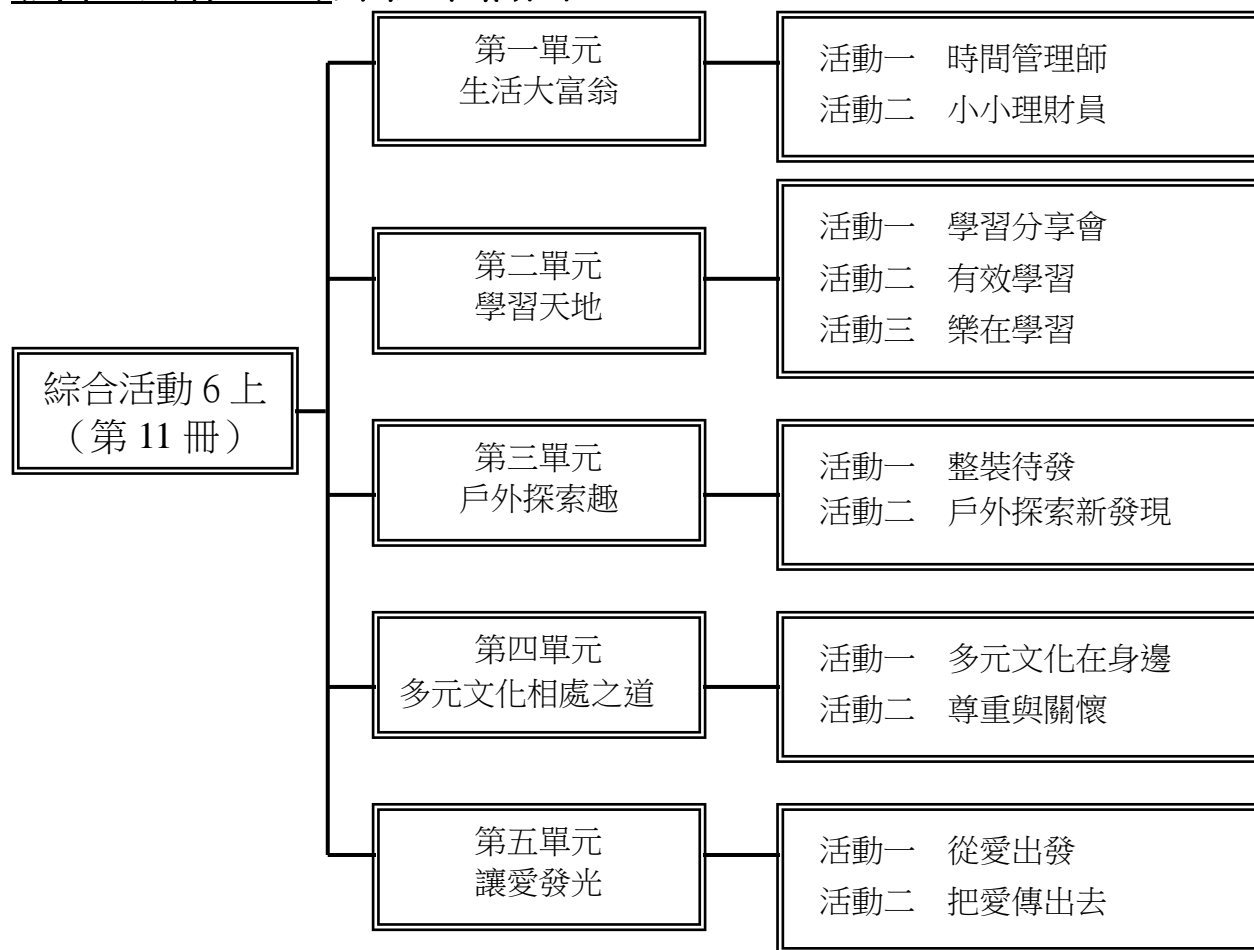 綜合活動6上
（第11冊）
第一單元
生活大富翁
活動一　時間管理師
活動二　小小理財員
第二單元
學習天地
活動一　學習分享會
活動二　有效學習
活動三　樂在學習
第三單元
戶外探索趣
活動一　整裝待發
活動二　戶外探索新發現
第四單元
多元文化相處之道
活動一　多元文化在身邊
活動二　尊重與關懷
第五單元
讓愛發光
活動一　從愛出發
活動二　把愛傳出去